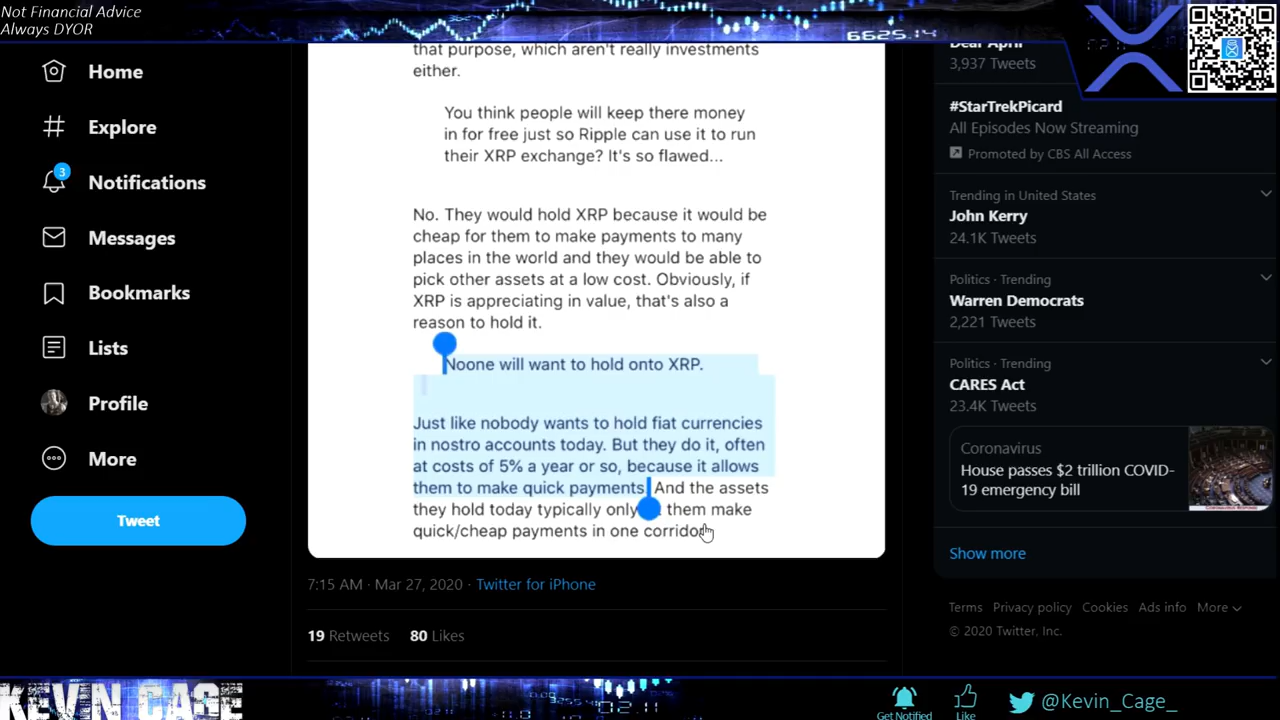 Not Financial Advice
Always DYOR
6625.14
Home
Explore
3
Notifications
Messages
Bookmarks
Lists
Profile
More
Tweet
that purpose, which aren't really investments
either.
You think people will keep there money
in for free just so Ripple can use it to run
their XRP exchange? It's so flawed...
No. They would hold XRP because it would be
cheap for them to make payments to many
places in the world and they would be able to
pick other assets at a low cost. Obviously, if
XRP is appreciating in value, that's also a
reason to hold it.
Noone will want to hold onto XRP.
Just like nobody wants to hold fiat currencies
in nostro accounts today. But they do it, often
at costs of 5% a year or so, because it allows
them to make quick payments. And the assets
they hold today typically only them make
quick/cheap payments in one corridor
7:15 AM · Mar 27, 2020 · Twitter for iPhone
19 Retweets 80 Likes
Dear April
3,937 Tweets
#StarTrekPicard
All Episodes Now Streaming
Promoted by CBS All Access
Trending in United States
John Kerry
24.1K Tweets
Politics · Trending
Warren Democrats
2,221 Tweets
Politics · Trending
CARES Act
23.4K Tweets
Coronavirus
House passes $2 trillion COVID-
19 emergency bill
Show more
Terms Privacy policy Cookies Ads info More
© 2020 Twitter, Inc.
KEVIN CAGE
Get Notified
Like
@Kevin_Cage_